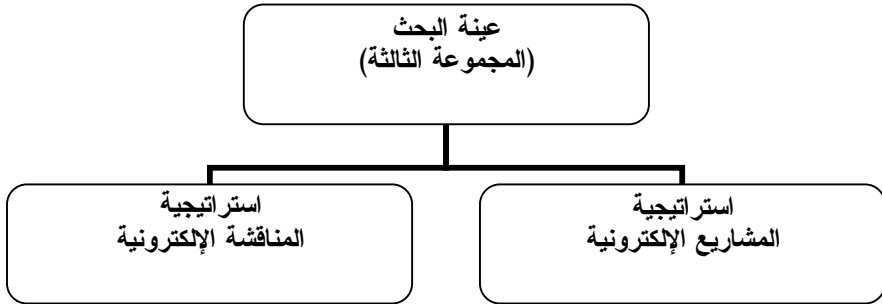 عينة البحث
(المجموعة الثالثة)
استراتيجية
المشاريع الإلكترونية
استراتيجية
المناقشة الإلكترونية